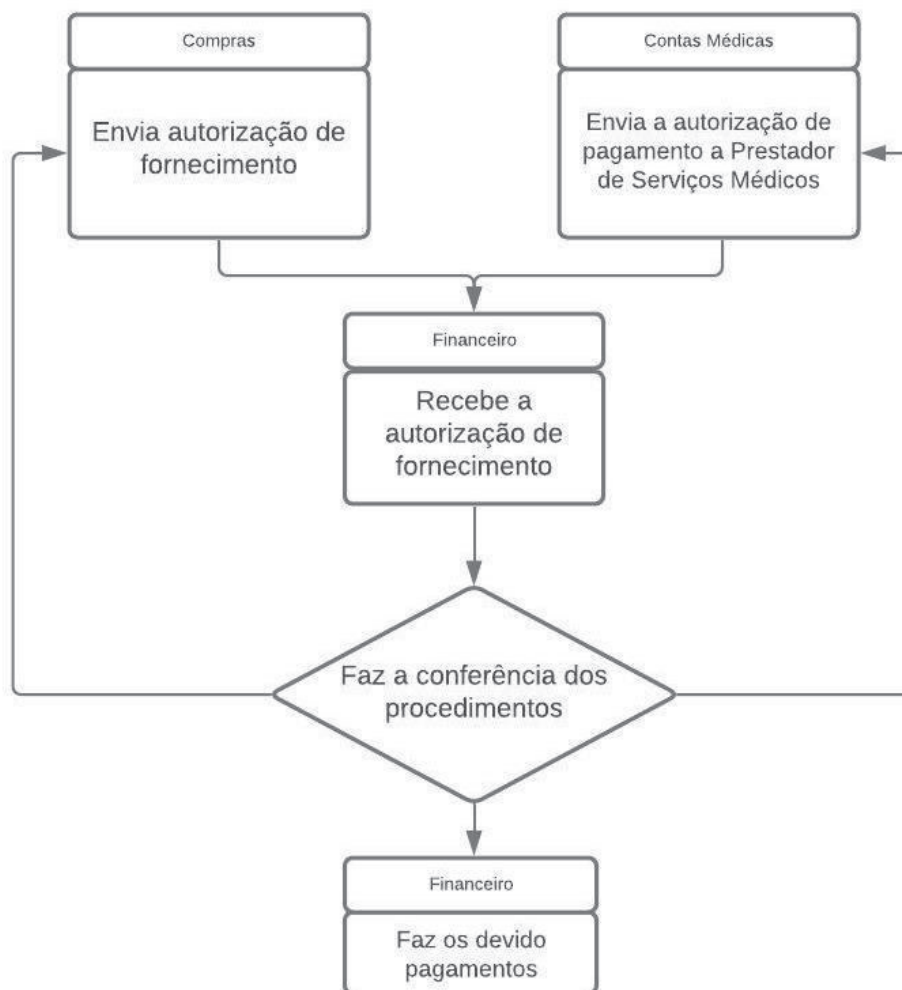 Compras
Envia autorização de
fornecimento
Contas Médicas
Envia a autorização de
pagamento a Prestador
de Serviços Médicos
Financeiro
Recebe a
autorização de
fornecimento
Faz a conferência dos
procedimentos
Financeiro
Faz os devido
pagamentos